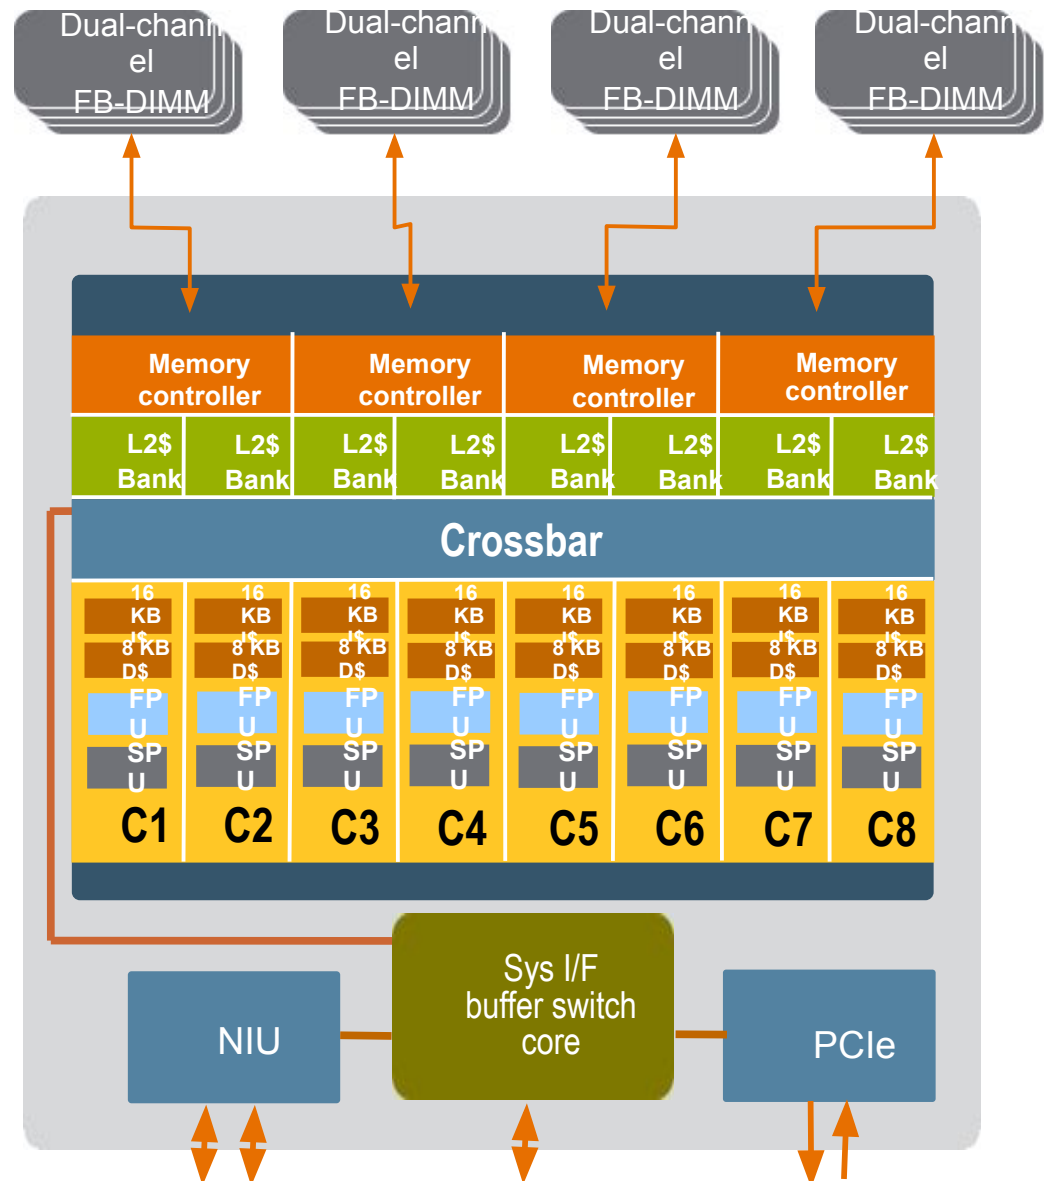 Dual-chann
el
FB-DIMM
Dual-chann
el
FB-DIMM
Dual-chann
el
FB-DIMM
Dual-chann
el
FB-DIMM
Memory
controller
Memory
controller
Memory
controller
Memory
controller
L2$
Bank
L2$
Bank
L2$
Bank
L2$
Bank
L2$
Bank
L2$
Bank
L2$
Bank
L2$
Bank
Crossbar
16
KB
I$
8 KB
D$
FP
U
SP
U
C1
16
KB
I$
8 KB
D$
FP
U
SP
U
C2
16
KB
I$
8 KB
D$
FP
U
SP
U
C3
16
KB
I$
8 KB
D$
FP
U
SP
U
C4
16
KB
I$
8 KB
D$
FP
U
SP
U
C5
16
KB
I$
8 KB
D$
FP
U
SP
U
C6
16
KB
I$
8 KB
D$
FP
U
SP
U
C7
16
KB
I$
8 KB
D$
FP
U
SP
U
C8
Sys I/F
buffer switch
core
NIU
PCIe